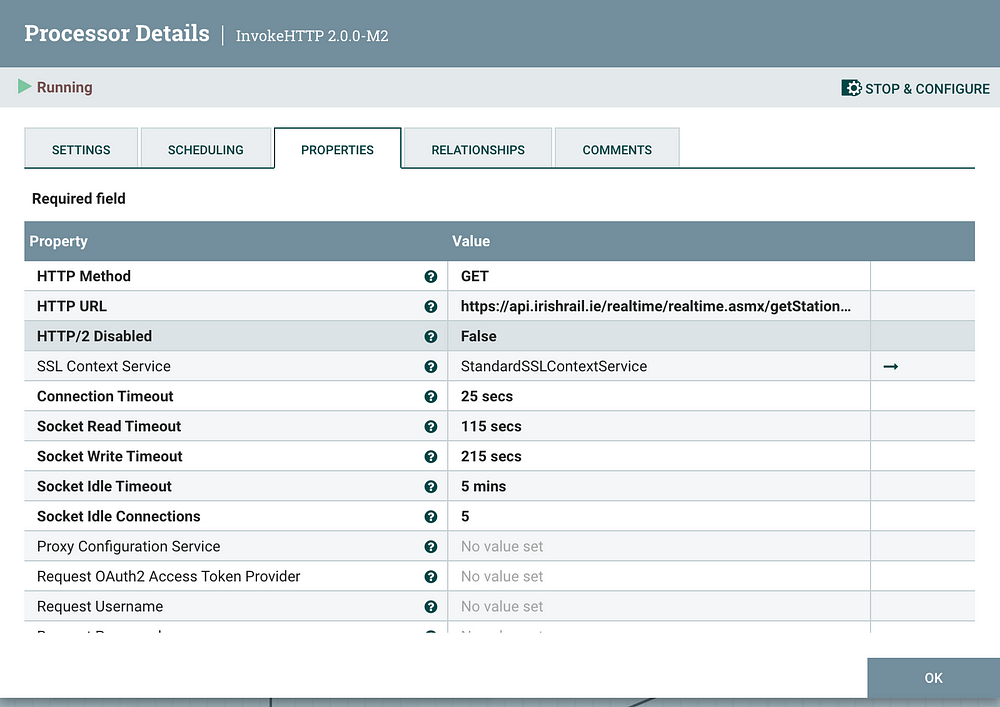 Processor Details | InvokeHTTP 2.0.0-M2
Running
STOP & CONFIGURE
SETTINGS SCHEDULING PROPERTIES RELATIONSHIPS COMMENTS
Required field
Property Value
HTTP Method GET
HTTP URL https://api.irishrail.ie/realtime/realtime.asmx/getStation...
HTTP/2 Disabled False
SSL Context Service StandardSSLContextService
Connection Timeout 25 secs
Socket Read Timeout 115 secs
Socket Write Timeout 215 secs
Socket Idle Timeout 5 mins
Socket Idle Connections 5
Proxy Configuration Service No value set
Request OAuth2 Access Token Provider No value set
Request Username No value set
OK